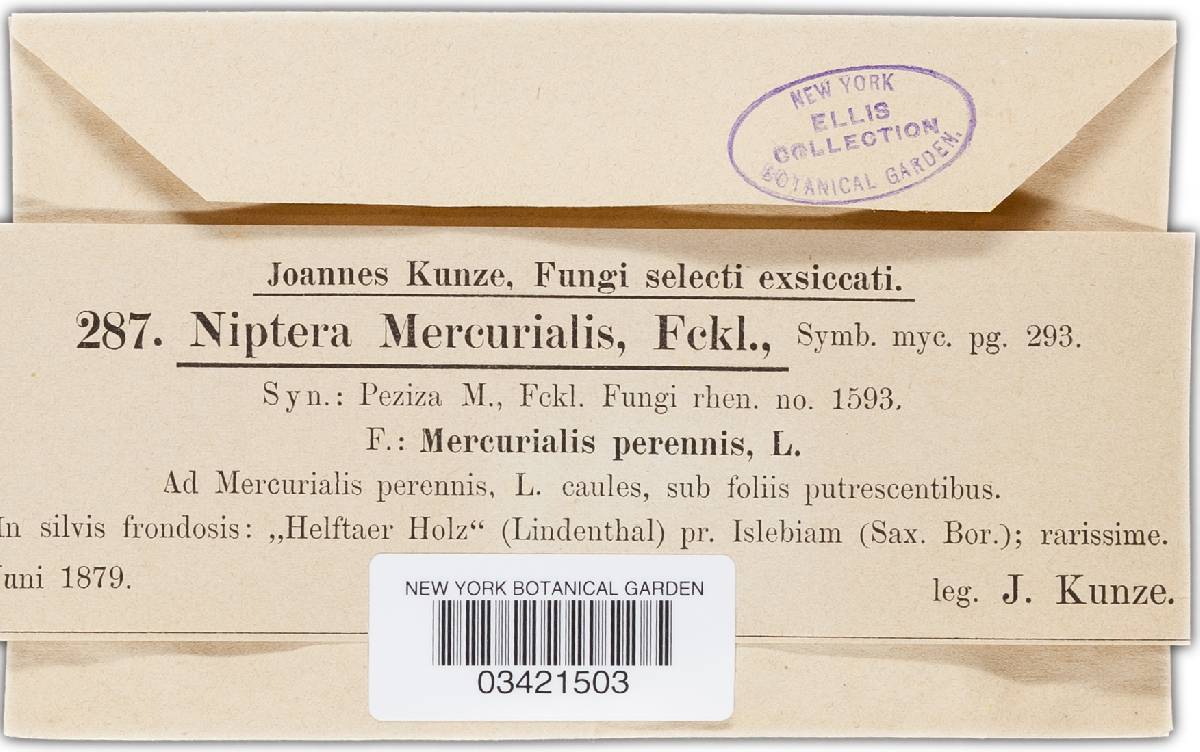 NEW YORK
ELLIS
COLLECTION
BOTANICAL GARDEN.
Joannes Kunze, Fungi selecti exsiccati.
287. Niptera Mercurialis, Fckl., Symb. myc. pg. 293.
Syn.: Peziza M., Fckl. Fungi rhen. no. 1593.
F.: Mercurialis perennis, L.
Ad Mercurialis perennis, L. caules, sub foliis putrescentibus.
In silvis frondosis: „Helftaer Holz“ (Lindenthal) pr. Islebiam (Sax. Bor.); rarissime.
Juni 1879. leg. J. Kunze.
NEW YORK BOTANICAL GARDEN
03421503